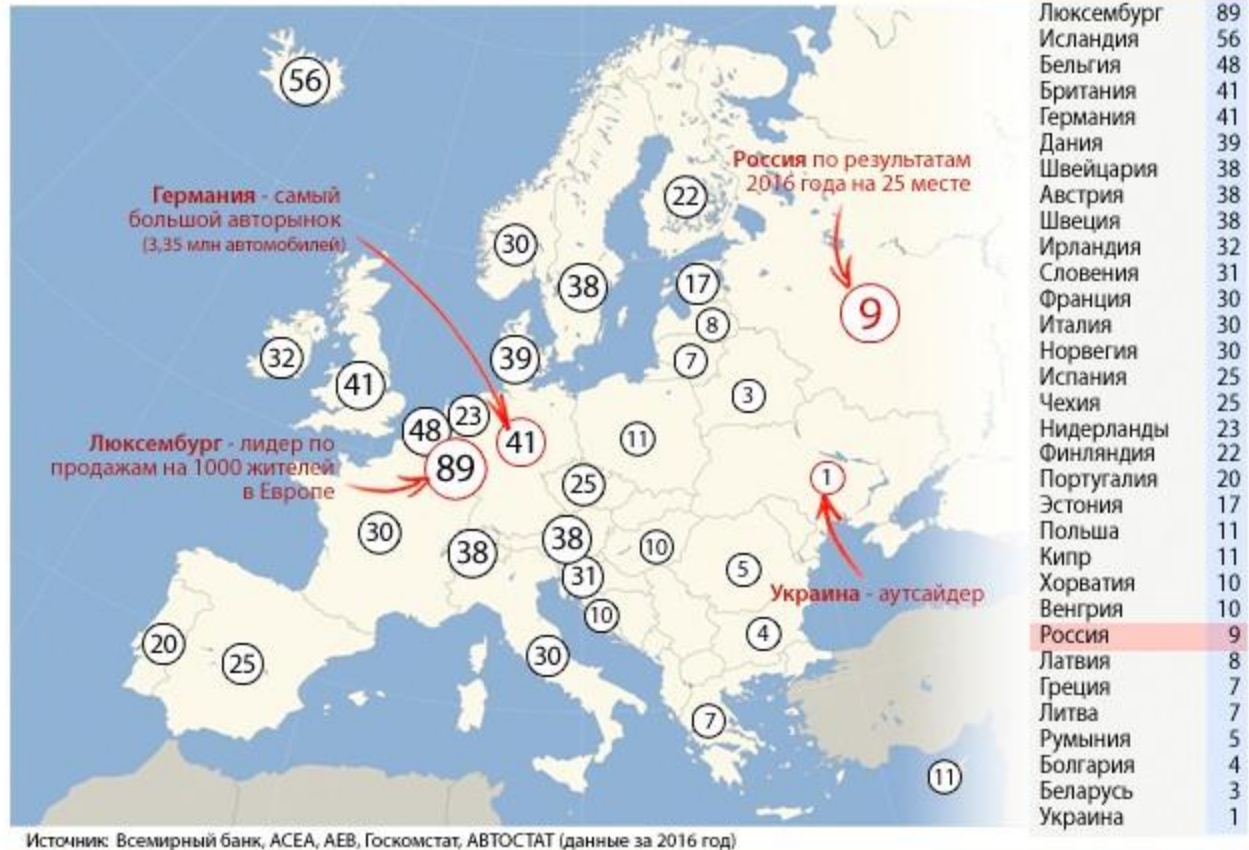 56
Россия по результатам
2016 года на 25 месте
22
Германия - самый
большой авторынок
(3,35 млн автомобилей)
30
38
17
9
8
32
39
7
41
3
23
48
41
11
Люксембург - лидер по
продажам на 1000 жителей
в Европе
89
1
25
30
38
38
10
5
31
Украина - аутсайдер
10
4
20
25
30
7
11
Люксембург 89
Исландия 56
Бельгия 48
Британия 41
Германия 41
Дания 39
Швейцария 38
Австрия 38
Швеция 38
Ирландия 32
Словения 31
Франция 30
Италия 30
Норвегия 30
Испания 25
Чехия 25
Нидерланды 23
Финляндия 22
Португалия 20
Эстония 17
Польша 11
Кипр 11
Хорватия 10
Венгрия 10
Россия 9
Латвия 8
Греция 7
Литва 7
Румыния 5
Болгария 4
Беларусь 3
Украина 1
Источник: Всемирный банк, ACEA, АЕВ, Госкомстат, АВТОСТАТ (данные за 2016 год)